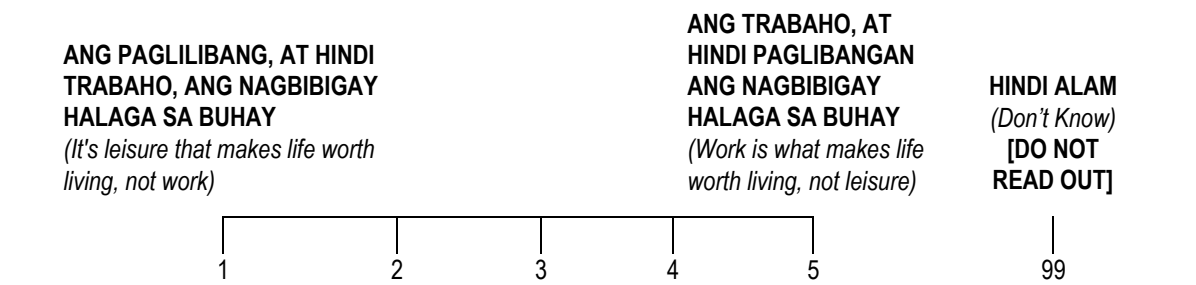 ANG PAGLILIBANG, AT HINDI
TRABAHO, ANG NAGBIBIGAY
HALAGA SA BUHAY
(It's leisure that makes life worth
living, not work)
ANG TRABAHO, AT
HINDI PAGLIBANGAN
ANG NAGBIBIGAY
HALAGA SA BUHAY
(Work is what makes life
worth living, not leisure)
HINDI ALAM
(Don't Know)
[DO NOT
READ OUT]
1 2 3 4 5 99